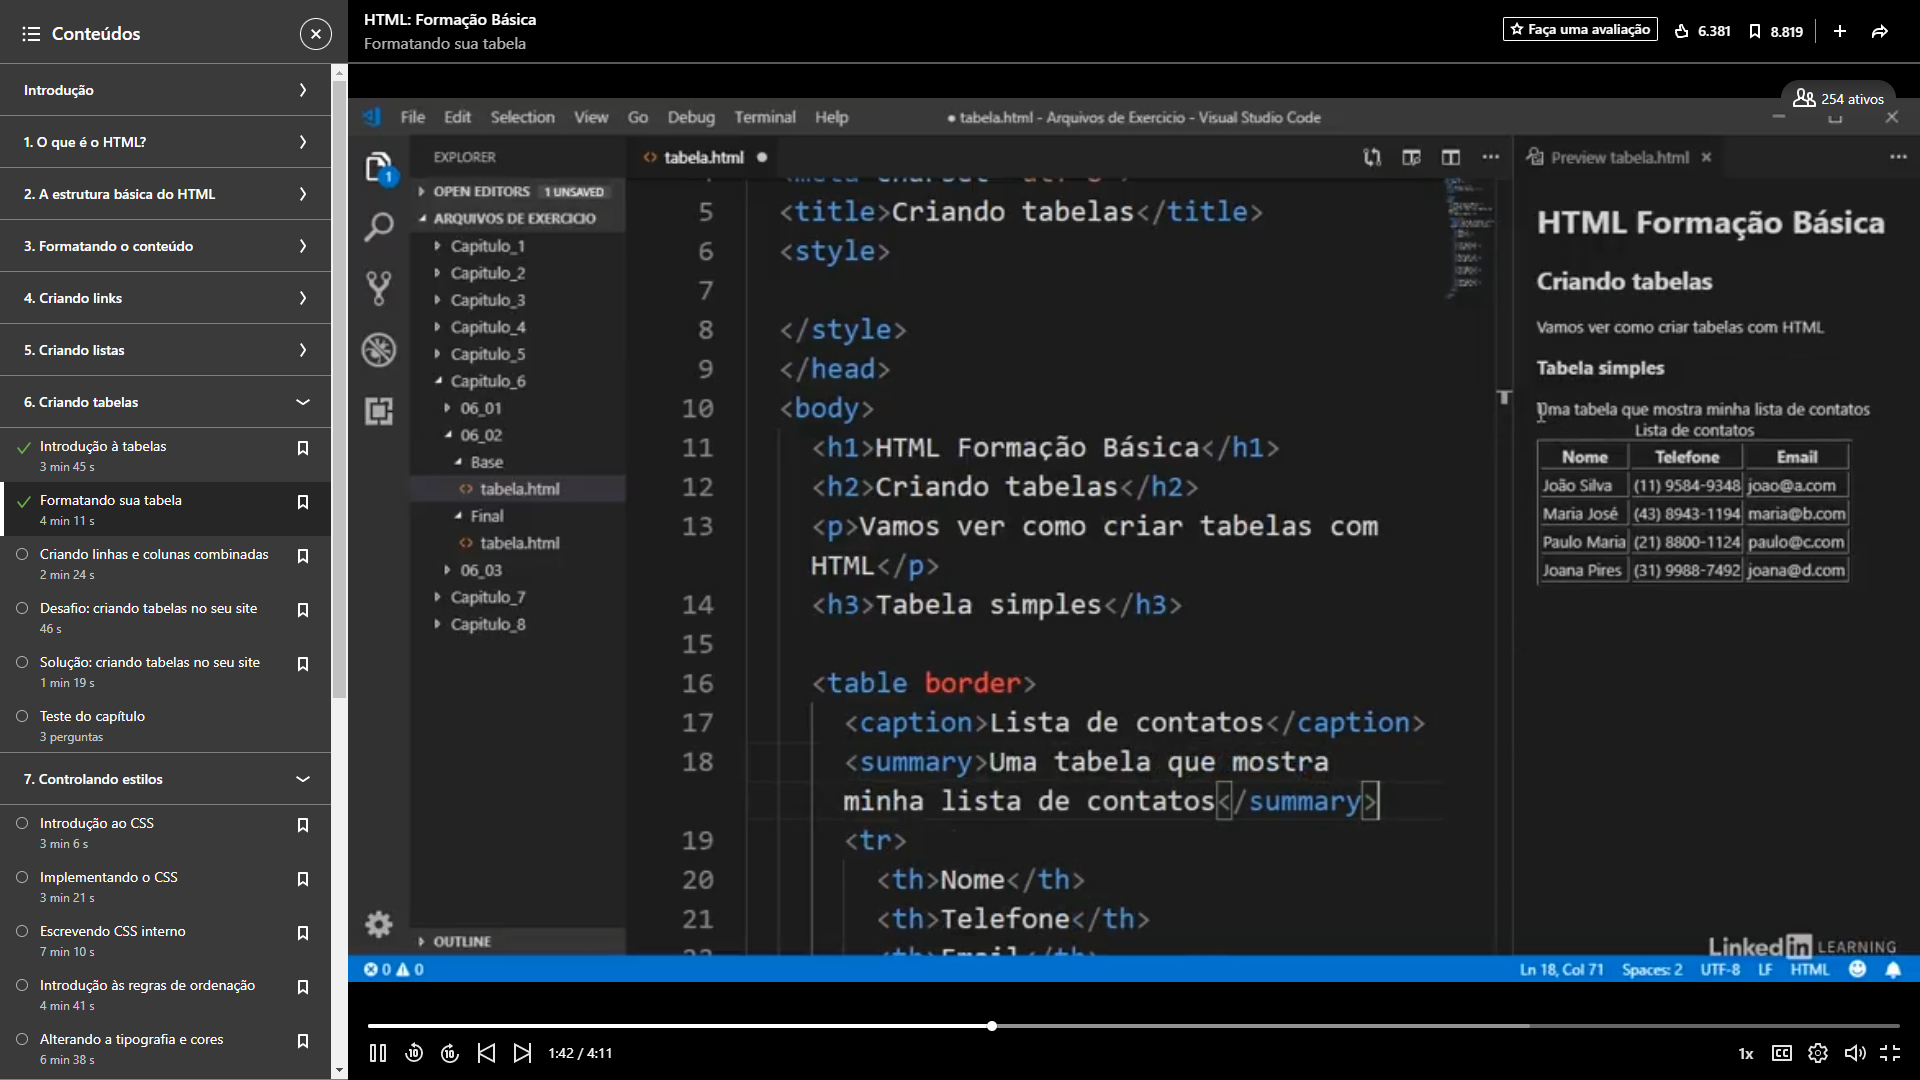 Conteúdos
Introdução
1. O que é o HTML?
2. A estrutura básica do HTML
3. Formatando o conteúdo
4. Criando links
5. Criando listas
6. Criando tabelas
Introdução à tabelas
3 min 45 s
Formatando sua tabela
4 min 11 s
Criando linhas e colunas combinadas
2 min 24 s
Desafio: criando tabelas no seu site
46 s
Solução: criando tabelas no seu site
1 min 19 s
Teste do capítulo
3 perguntas
7. Controlando estilos
Introdução ao CSS
3 min 6 s
Implementando o CSS
3 min 21 s
Escrevendo CSS interno
7 min 10 s
Introdução às regras de ordenação
4 min 41 s
Alterando a tipografia e cores
6 min 38 s
HTML: Formação Básica
Formatando sua tabela
Faça uma avaliação
6.381
8.819
254 ativos
File Edit Selection View Go Debug Terminal Help
● tabela.html - Arquivos de Exercicio - Visual Studio Code
1
EXPLORER
OPEN EDITORS 1 UNSAVED
ARQUIVOS DE EXERCICIO
Capitulo_1
Capitulo_2
Capitulo_3
Capitulo_4
Capitulo_5
Capitulo_6
06_01
06_02
Base
<> tabela.html
Final
<> tabela.html
06_03
Capitulo_7
Capitulo_8
OUTLINE
<> tabela.html ●
5 <title>Criando tabelas</title>
6 <style>
7
8 </style>
9 </head>
10 <body>
11 <h1>HTML Formação Básica</h1>
12 <h2>Criando tabelas</h2>
13 <p>Vamos ver como criar tabelas com
HTML</p>
14 <h3>Tabela simples</h3>
15
16 <table border>
17 <caption>Lista de contatos</caption>
18 <summary>Uma tabela que mostra
minha lista de contatos</summary>
19 <tr>
20 <th>Nome</th>
21 <th>Telefone</th>
Preview tabela.html
HTML Formação Básica
Criando tabelas
Vamos ver como criar tabelas com HTML
Tabela simples
Uma tabela que mostra minha lista de contatos
Lista de contatos
Nome Telefone Email
João Silva (11) 9584-9348 joao@a.com
Maria José (43) 8943-1194 maria@b.com
Paulo Maria (21) 8800-1124 paulo@c.com
Joana Pires (31) 9988-7492 joana@d.com
Linked in LEARNING
0 0
Ln 18, Col 71 Spaces: 2 UTF-8 LF HTML
10 10 1:42 / 4:11
1x CC